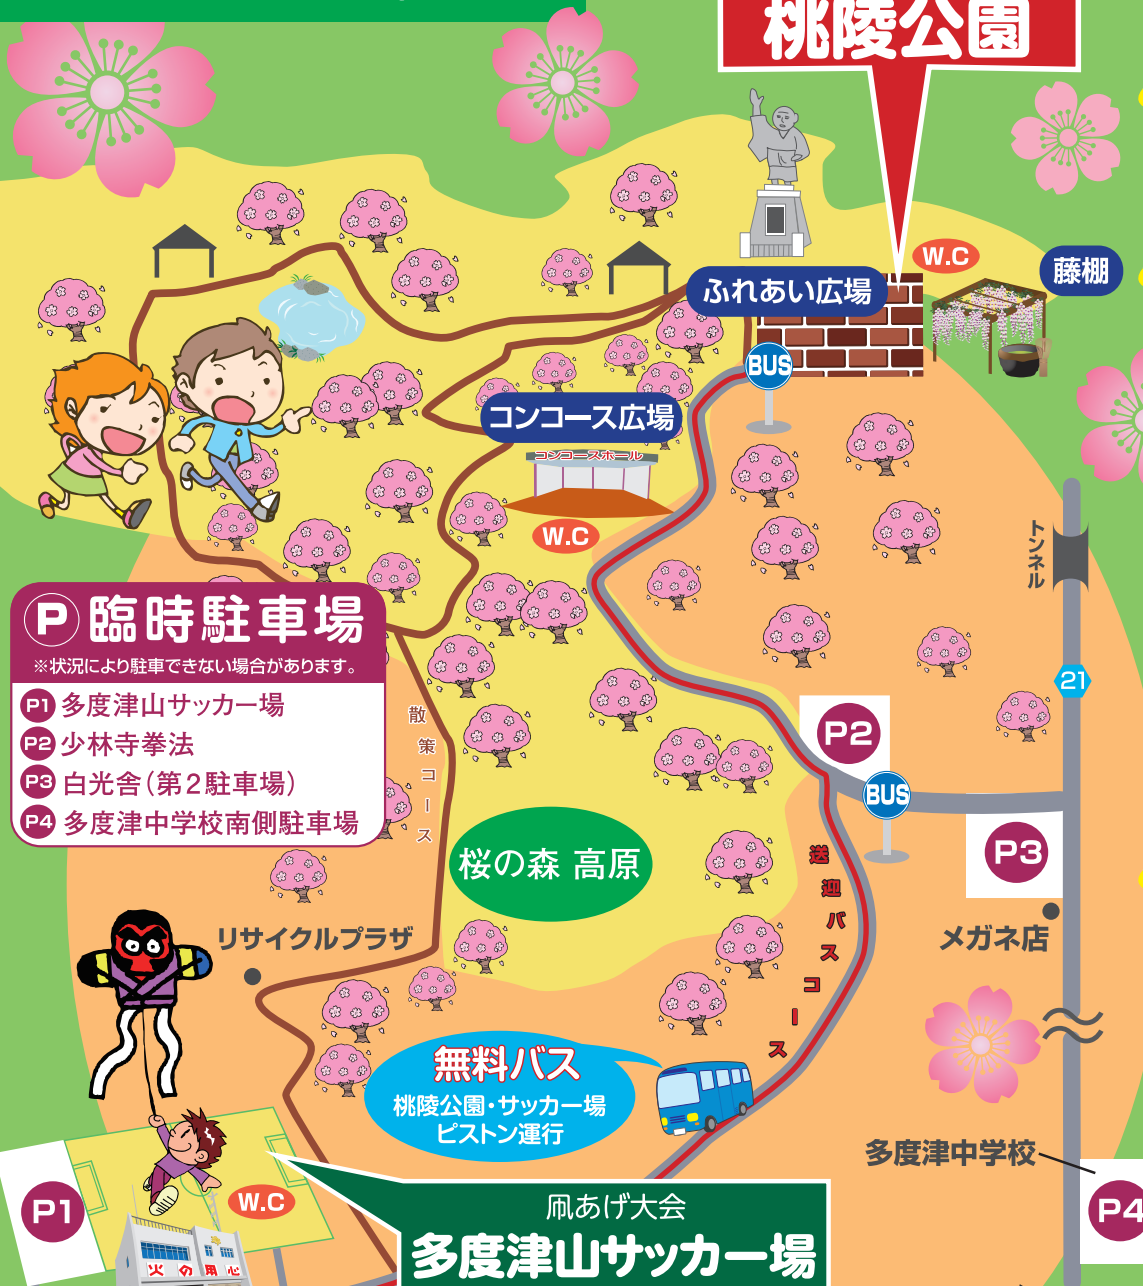 桃陵公園
W.C
藤棚
ふれあい広場
BUS
コンコース広場
コンコースホール
W.C
トンネル
21
P 臨時駐車場
※状況により駐車できない場合があります。
P1 多度津山サッカー場
P2 少林寺拳法
P3 白光舎（第２駐車場）
P4 多度津中学校南側駐車場
散策コース
P2
BUS
P3
桜の森 高原
送迎バスコース
メガネ店
リサイクルプラザ
無料バス
桃陵公園・サッカー場
ピストン運行
多度津中学校
P4
P1
W.C
火の用心
凧あげ大会
多度津山サッカー場